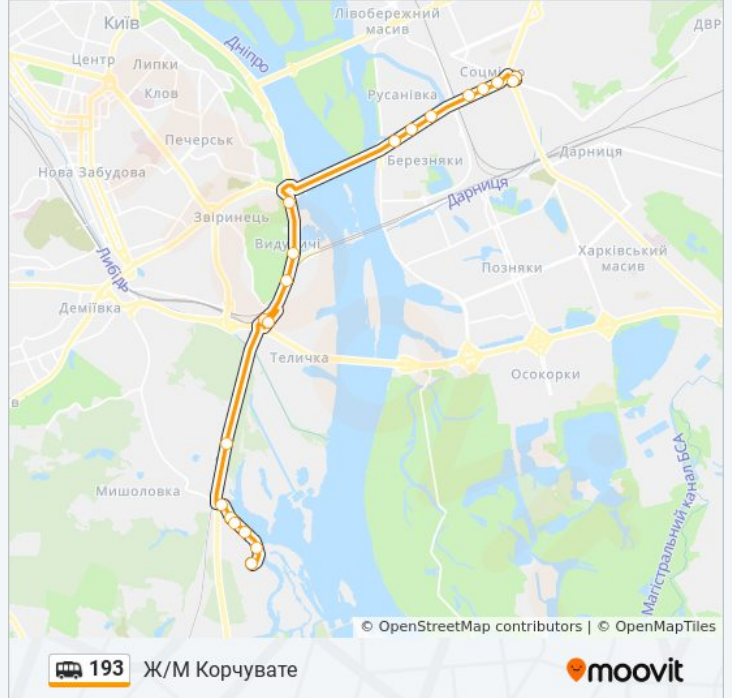 Лівобережний
масив
ДВР
Київ
Дніпро
Центр
Липки
Клов
Соцмісто
Русанівка
Печерськ
Березняки
Дарниця
Нова Забудова
Дарниця
Звіринець
Видубичі
Харківський
масив
Либідь
Позняки
Деміївка
Теличка
Осокорки
в
Мишоловка
Магістральний канал БСА
© OpenStreetMap contributors | © OpenMapTiles
193 Ж/М Корчувате
moovit